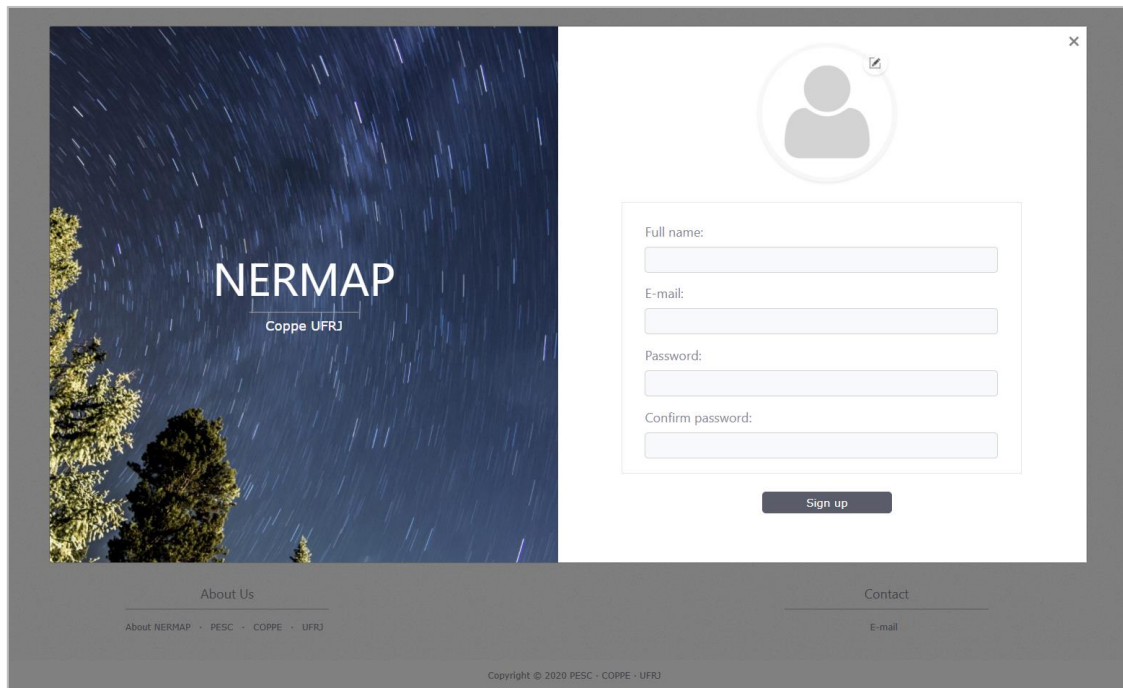 NERMAP
Coppe UFRJ
Full name:
E-mail:
Password:
Confirm password:
Sign up
About Us
About NERMAP · PESC · COPPE · UFRJ
Contact
E-mail
Copyright © 2020 PESC · COPPE · UFRJ